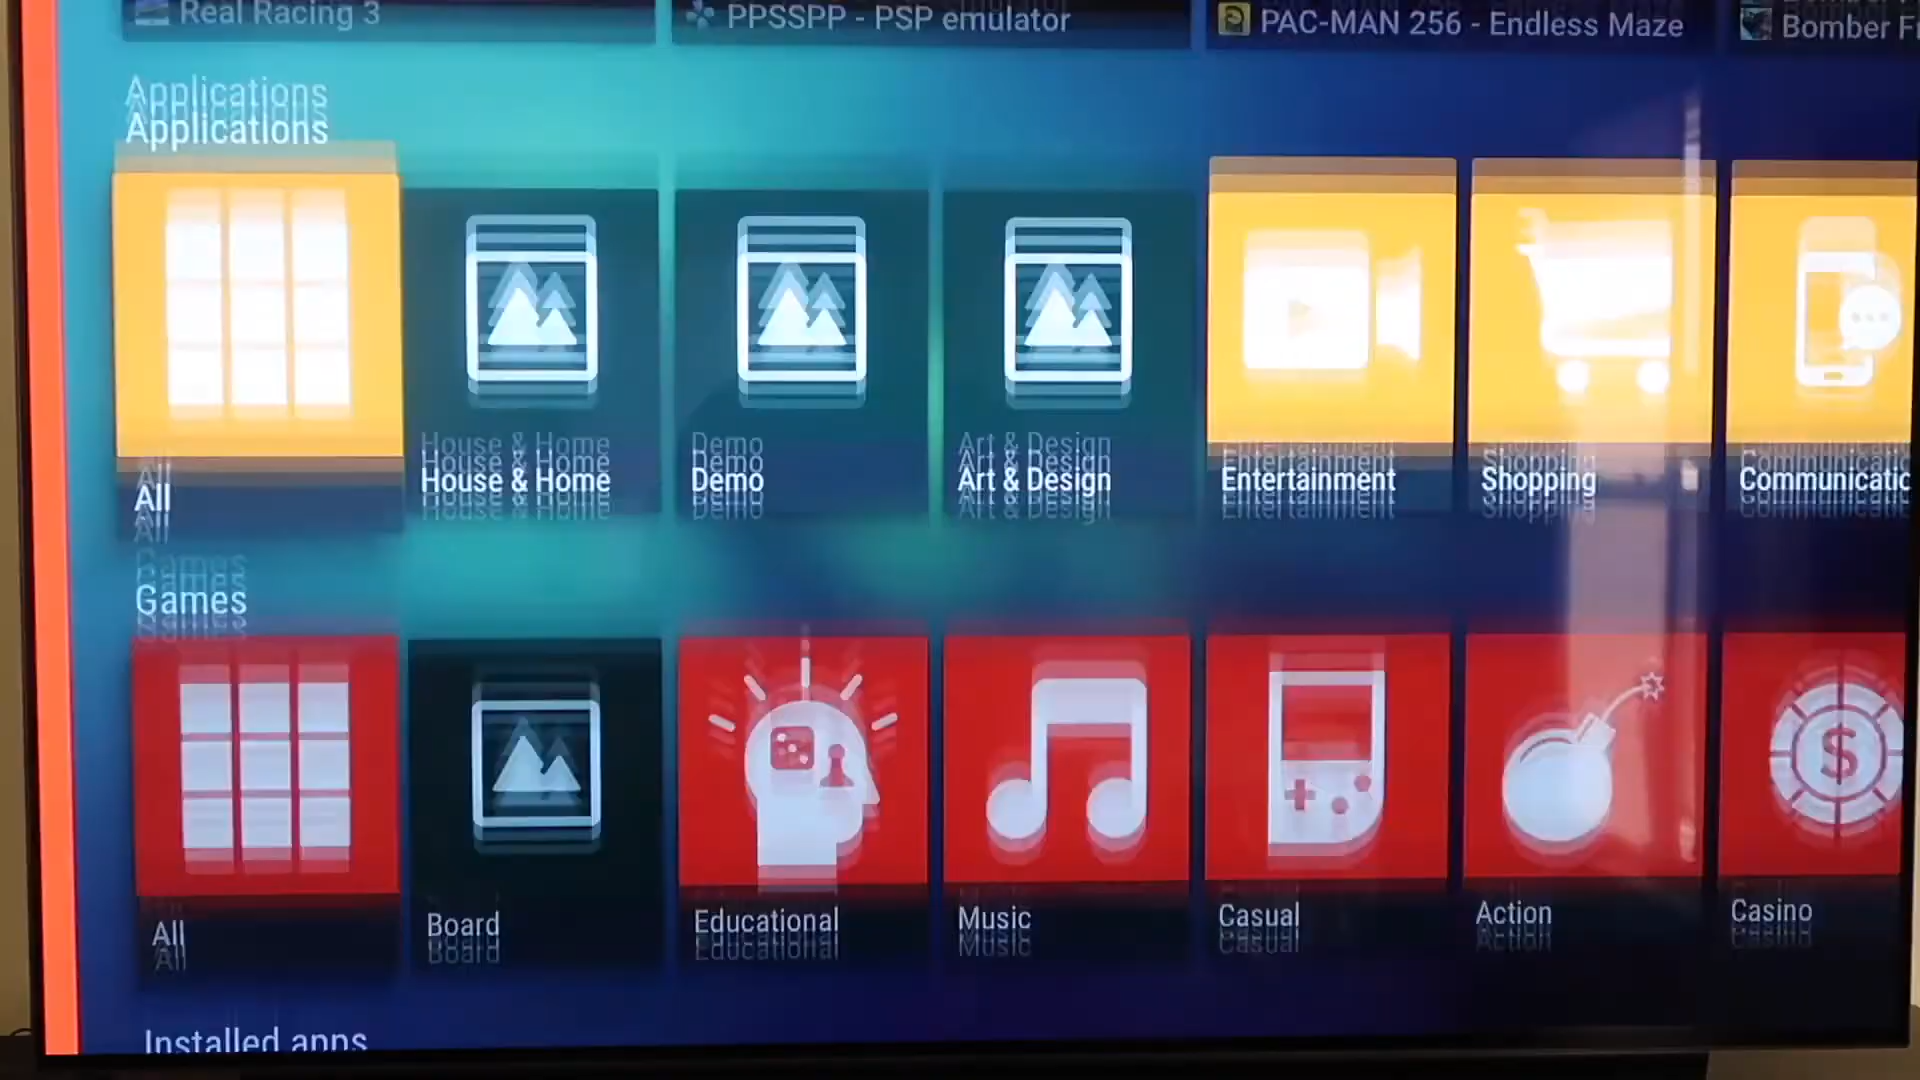 Real Racing 3
PPSSPP - PSP emulator
PAC-MAN 256 - Endless Maze
Bomber
Applications
All
House & Home
Demo
Art & Design
Entertainment
Shopping
Games
All
Board
Educational
Music
Casual
Action
Casino
Installed apps